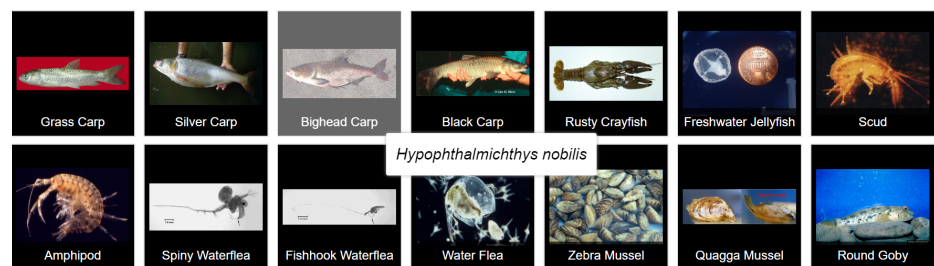 Grass Carp
Silver Carp
Bighead Carp
Black Carp
Rusty Crayfish
Freshwater Jellyfish
Scud
Hypophthalmichthys nobilis
Amphipod
Spiny Waterflea
Fishhook Waterflea
Water Flea
Zebra Mussel
Quagga Mussel
Round Goby